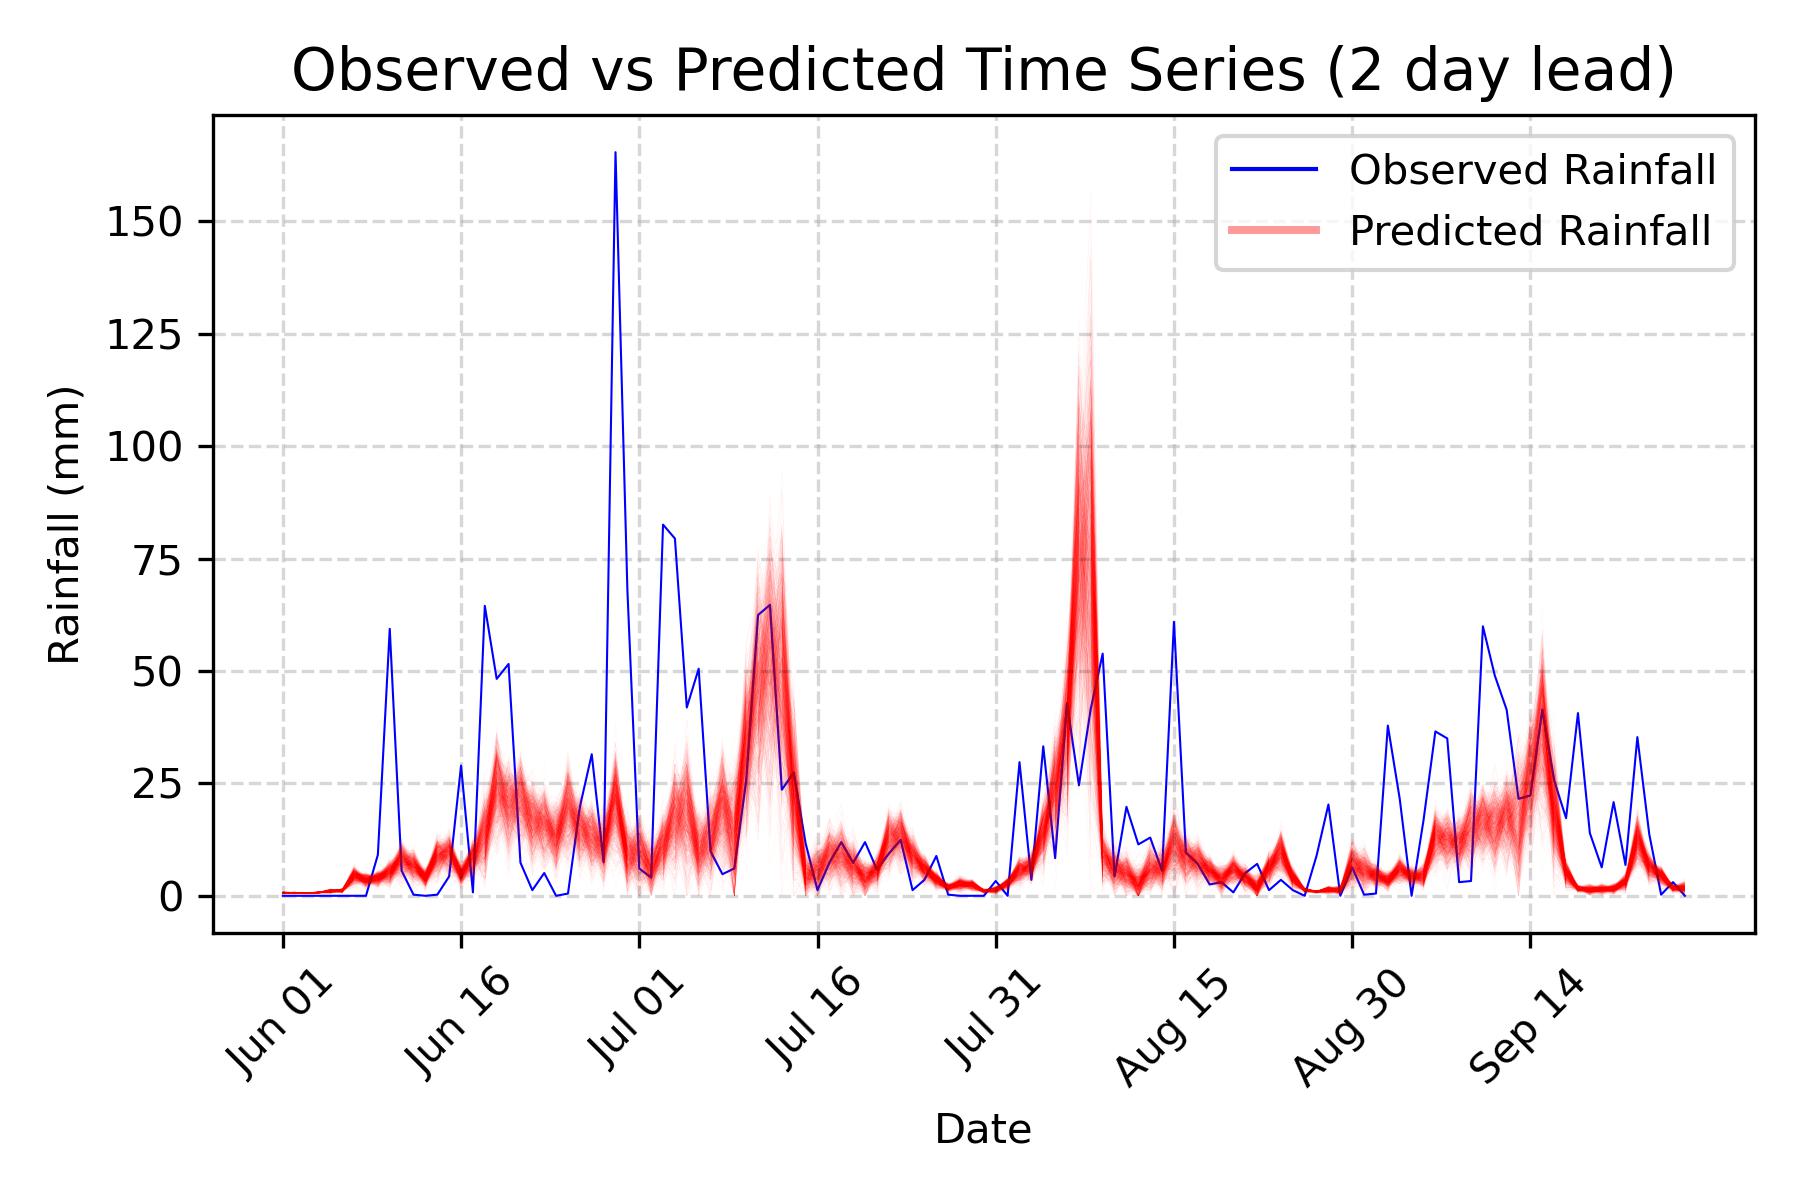 Observed vs Predicted Time Series (2 day lead)
Observed Rainfall
Predicted Rainfall
Rainfall (mm)
150
125
100
75
50
25
0
Jun 01
Jun 16
Jul 01
Jul 16
Jul 31
Aug 15
Aug 30
Sep 14
Date